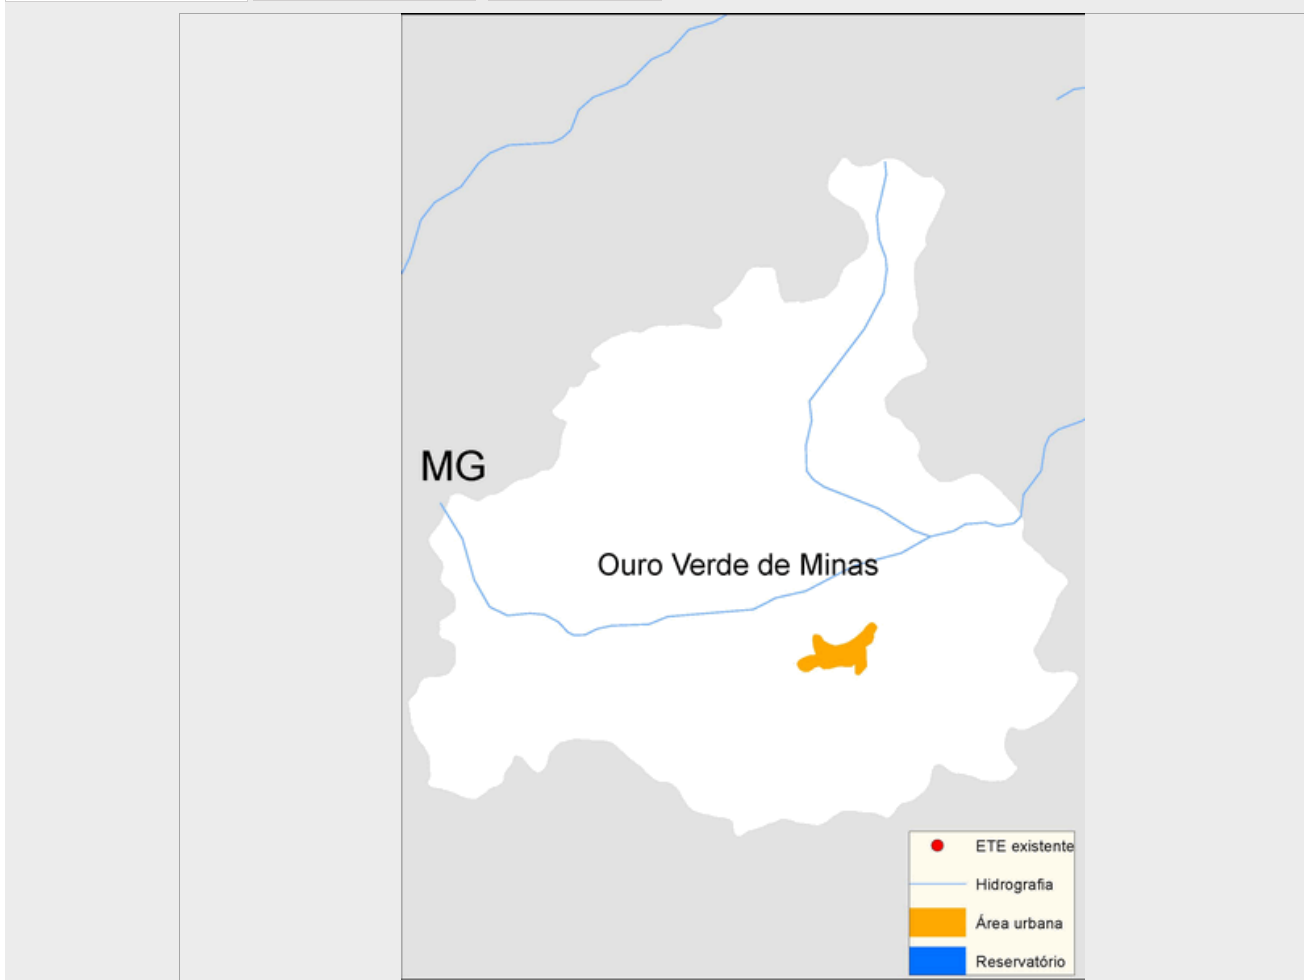 MG
Ouro Verde de Minas
ETE existente
Hidrografia
Área urbana
Reservatório